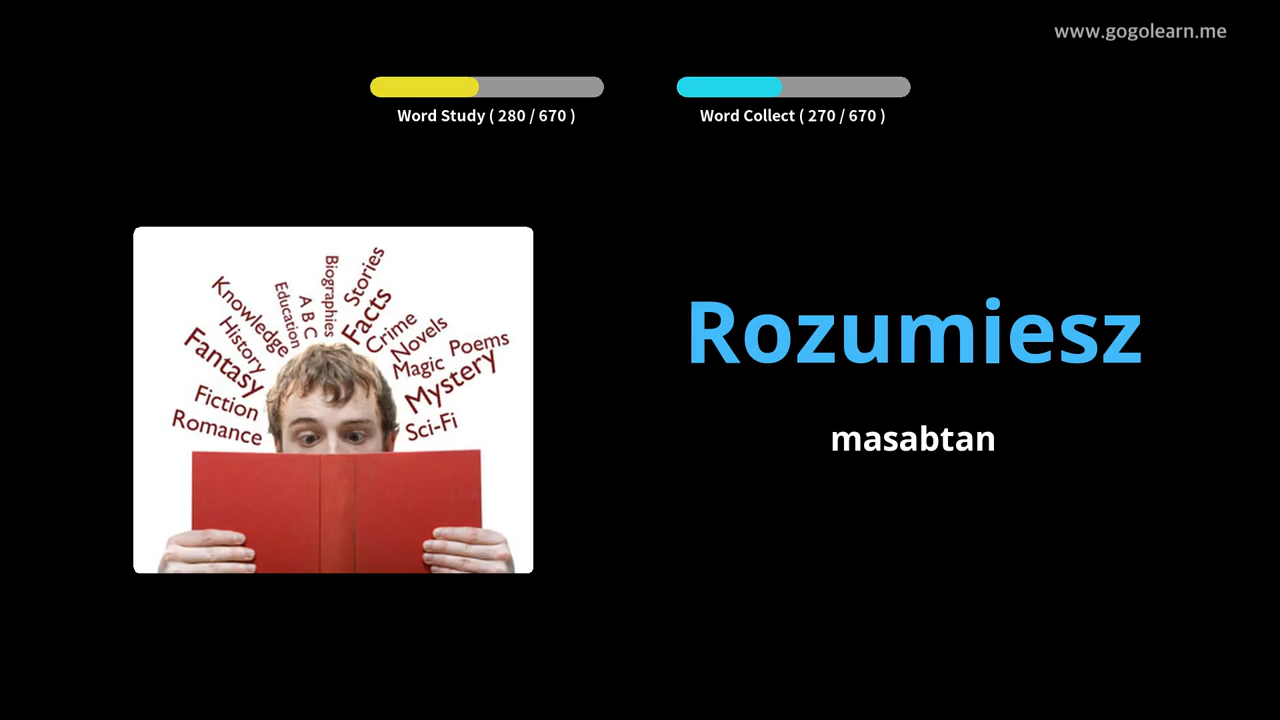 www.gogolearn.me
Word Study ( 280 / 670 )
Word Collect ( 270 / 670 )
Rozumiesz
masabtan
Knowledge
History
Fantasy
Fiction
Romance
Education
A B C
Biographies
Stories
Facts
Crime
Novels
Magic
Poems
Mystery
Sci-Fi